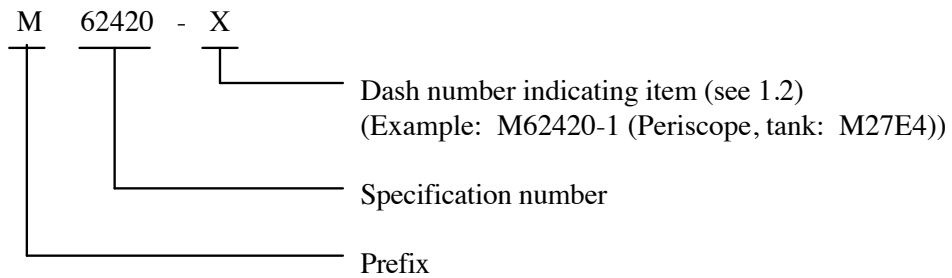 M 62420 - X
Dash number indicating item (see 1.2)
(Example: M62420-1 (Periscope, tank: M27E4))
Specification number
Prefix